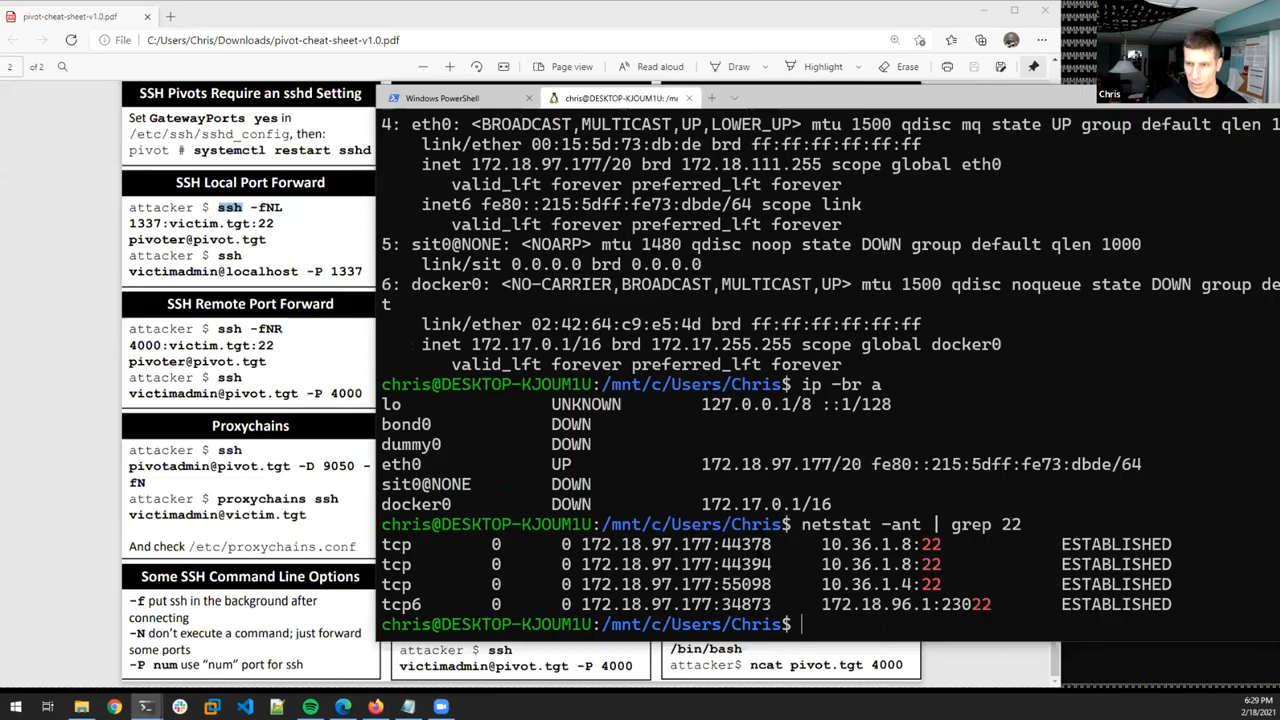 pivot-cheat-sheet-v1.0.pdf
File
C:/Users/Chris/Downloads/pivot-cheat-sheet-v1.0.pdf
2 of 2
Page view
Read aloud
Draw
Highlight
Erase
Chris
SSH Pivots Require an sshd Setting
Set GatewayPorts yes in
/etc/ssh/sshd_config, then:
pivot # systemctl restart sshd
SSH Local Port Forward
attacker $ ssh -fNL
1337:victim.tgt:22
pivoter@pivot.tgt
attacker $ ssh
victimadmin@localhost -P 1337
SSH Remote Port Forward
attacker $ ssh -fNR
4000:victim.tgt:22
pivoter@pivot.tgt
attacker $ ssh
victimadmin@pivot.tgt -P 4000
Proxychains
attacker $ ssh
pivotadmin@pivot.tgt -D 9050 -
fN
attacker $ proxychains ssh
victimadmin@victim.tgt
And check /etc/proxychains.conf
Some SSH Command Line Options
-f put ssh in the background after
connecting
-N don't execute a command; just forward
some ports
-P num use "num" port for ssh
Windows PowerShell
chris@DESKTOP-KJOUM1U: /m
4: eth0: <BROADCAST,MULTICAST,UP,LOWER_UP> mtu 1500 qdisc mq state UP group default qlen 1
link/ether 00:15:5d:73:db:de brd ff:ff:ff:ff:ff:ff
inet 172.18.97.177/20 brd 172.18.111.255 scope global eth0
valid_lft forever preferred_lft forever
inet6 fe80::215:5dff:fe73:dbde/64 scope link
valid_lft forever preferred_lft forever
5: sit0@NONE: <NOARP> mtu 1480 qdisc noop state DOWN group default qlen 1000
link/sit 0.0.0.0 brd 0.0.0.0
6: docker0: <NO-CARRIER,BROADCAST,MULTICAST,UP> mtu 1500 qdisc noqueue state DOWN group de
t
link/ether 02:42:64:c9:e5:4d brd ff:ff:ff:ff:ff:ff
inet 172.17.0.1/16 brd 172.17.255.255 scope global docker0
valid_lft forever preferred_lft forever
chris@DESKTOP-KJOUM1U:/mnt/c/Users/Chris$ ip -br a
lo UNKNOWN 127.0.0.1/8 ::1/128
bond0 DOWN
dummy0 DOWN
eth0 UP 172.18.97.177/20 fe80::215:5dff:fe73:dbde/64
sit0@NONE DOWN
docker0 DOWN 172.17.0.1/16
chris@DESKTOP-KJOUM1U:/mnt/c/Users/Chris$ netstat -ant | grep 22
tcp 0 0 172.18.97.177:44378 10.36.1.8:22 ESTABLISHED
tcp 0 0 172.18.97.177:44394 10.36.1.8:22 ESTABLISHED
tcp 0 0 172.18.97.177:55098 10.36.1.4:22 ESTABLISHED
tcp6 0 0 172.18.97.177:34873 172.18.96.1:23022 ESTABLISHED
chris@DESKTOP-KJOUM1U:/mnt/c/Users/Chris$
attacker $ ssh
victimadmin@pivot.tgt -P 4000
/bin/bash
attacker$ ncat pivot.tgt 4000
6:29 PM
2/18/2021